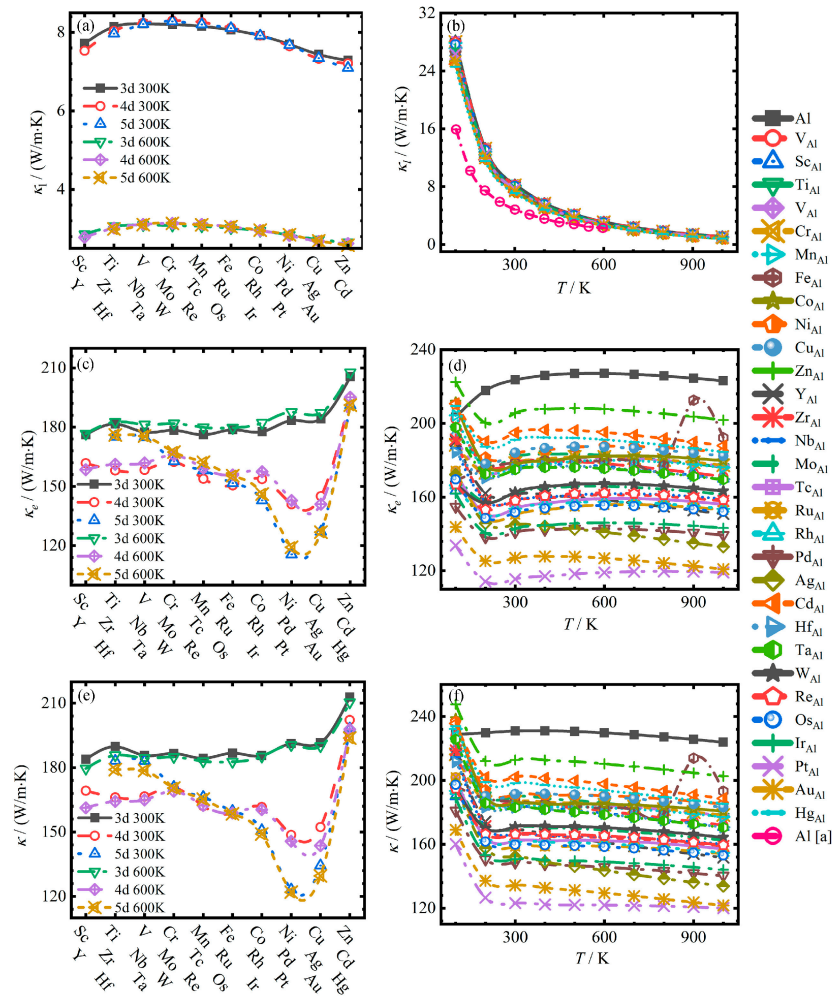 (a)
8
6
4
κl / (W/m·K)
3d 300K
4d 300K
5d 300K
3d 600K
4d 600K
5d 600K
Sc Ti V Cr Mn Fe Co Ni Cu Zn
Y Zr Nb Mo Tc Ru Rh Pd Ag Cd
Hf Ta W Re Os Ir Pt Au
(b)
32
24
16
8
0
κl / (W/m·K)
300 600 900
T / K
(c)
210
180
150
120
κe / (W/m·K)
3d 300K
4d 300K
5d 300K
3d 600K
4d 600K
5d 600K
Sc Ti V Cr Mn Fe Co Ni Cu Zn
Y Zr Nb Mo Tc Ru Rh Pd Ag Cd
Hf Ta W Re Os Ir Pt Au Hg
(d)
240
200
160
120
κe / (W/m·K)
300 600 900
T / K
(e)
210
180
150
120
κ / (W/m·K)
3d 300K
4d 300K
5d 300K
3d 600K
4d 600K
5d 600K
Sc Ti V Cr Mn Fe Co Ni Cu Zn
Y Zr Nb Mo Tc Ru Rh Pd Ag Cd
Hf Ta W Re Os Ir Pt Au Hg
(f)
240
200
160
120
κ / (W/m·K)
300 600 900
T / K
Al
VAl
ScAl
TiAl
VAl
CrAl
MnAl
FeAl
CoAl
NiAl
CuAl
ZnAl
YAl
ZrAl
NbAl
MoAl
TcAl
RuAl
RhAl
PdAl
AgAl
CdAl
HfAl
TaAl
WAl
ReAl
OsAl
IrAl
PtAl
AuAl
HgAl
Al [a]